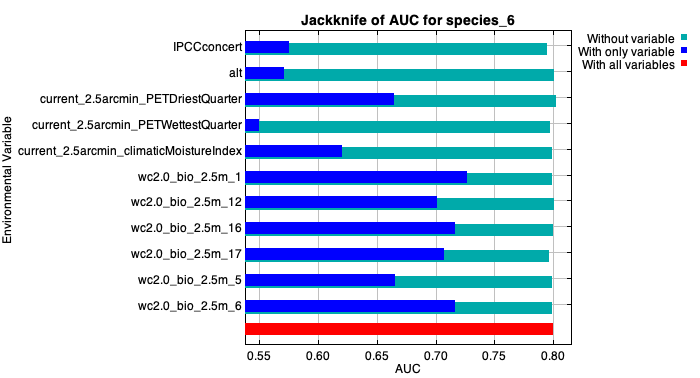 Jackknife of AUC for species_6
Without variable
With only variable
With all variables
Environmental Variable
IPCCconcert
alt
current_2.5arcmin_PETDriestQuarter
current_2.5arcmin_PETWettestQuarter
current_2.5arcmin_climaticMoistureIndex
wc2.0_bio_2.5m_1
wc2.0_bio_2.5m_12
wc2.0_bio_2.5m_16
wc2.0_bio_2.5m_17
wc2.0_bio_2.5m_5
wc2.0_bio_2.5m_6
0.55 0.60 0.65 0.70 0.75 0.80
AUC